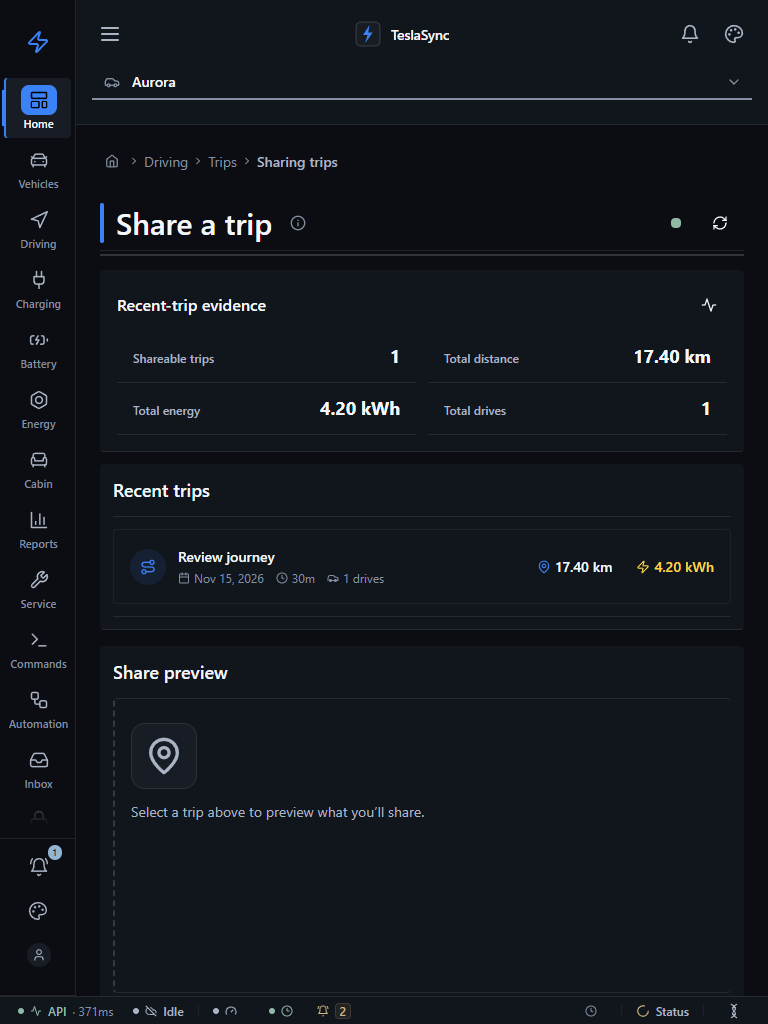 TeslaSync
Aurora
Home
Vehicles
Driving
Charging
Battery
Energy
Cabin
Reports
Service
Commands
Automation
Inbox
1
Driving
Trips
Sharing trips
Share a trip
Recent-trip evidence
Shareable trips 1
Total distance 17.40 km
Total energy 4.20 kWh
Total drives 1
Recent trips
Review journey
Nov 15, 2026 30m 1 drives
17.40 km 4.20 kWh
Share preview
Select a trip above to preview what you’ll share.
API · 371ms Idle 2 Status